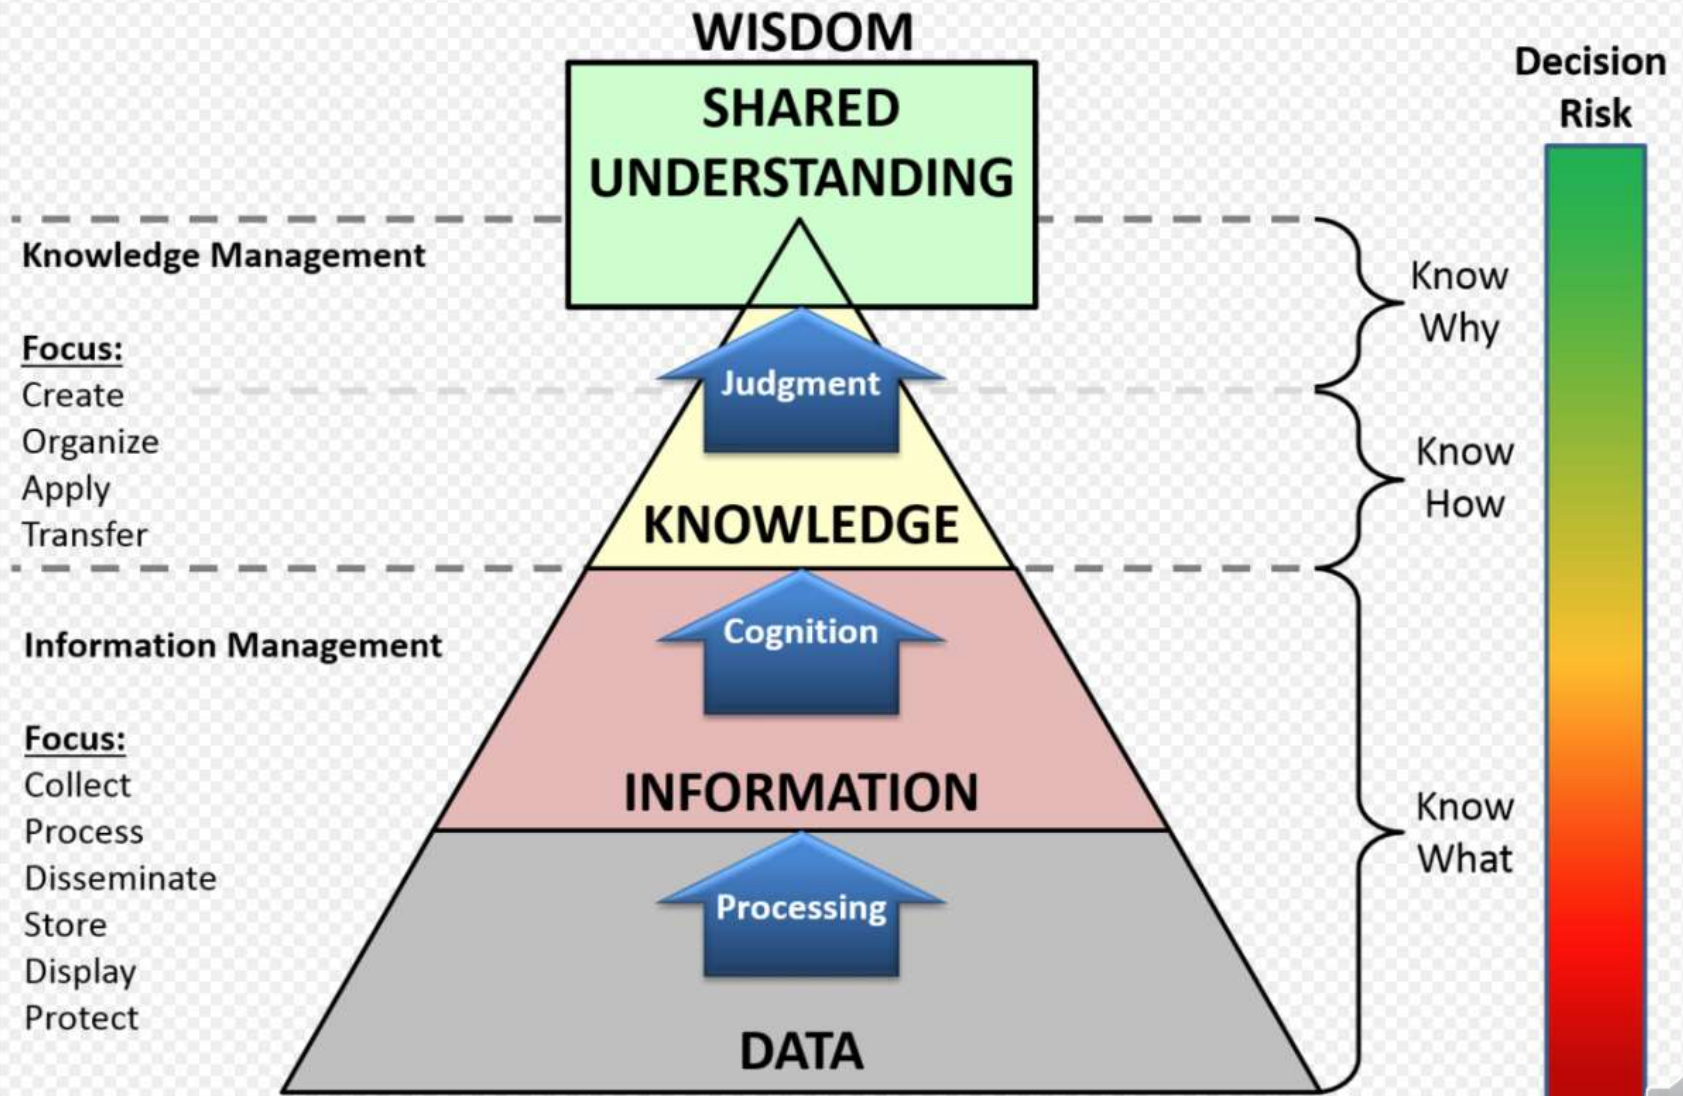 WISDOM
SHARED
UNDERSTANDING
Decision
Risk
Knowledge Management
Focus:
Create
Organize
Apply
Transfer
Judgment
KNOWLEDGE
Know
Why
Know
How
Information Management
Focus:
Collect
Process
Disseminate
Store
Display
Protect
Cognition
INFORMATION
Processing
DATA
Know
What